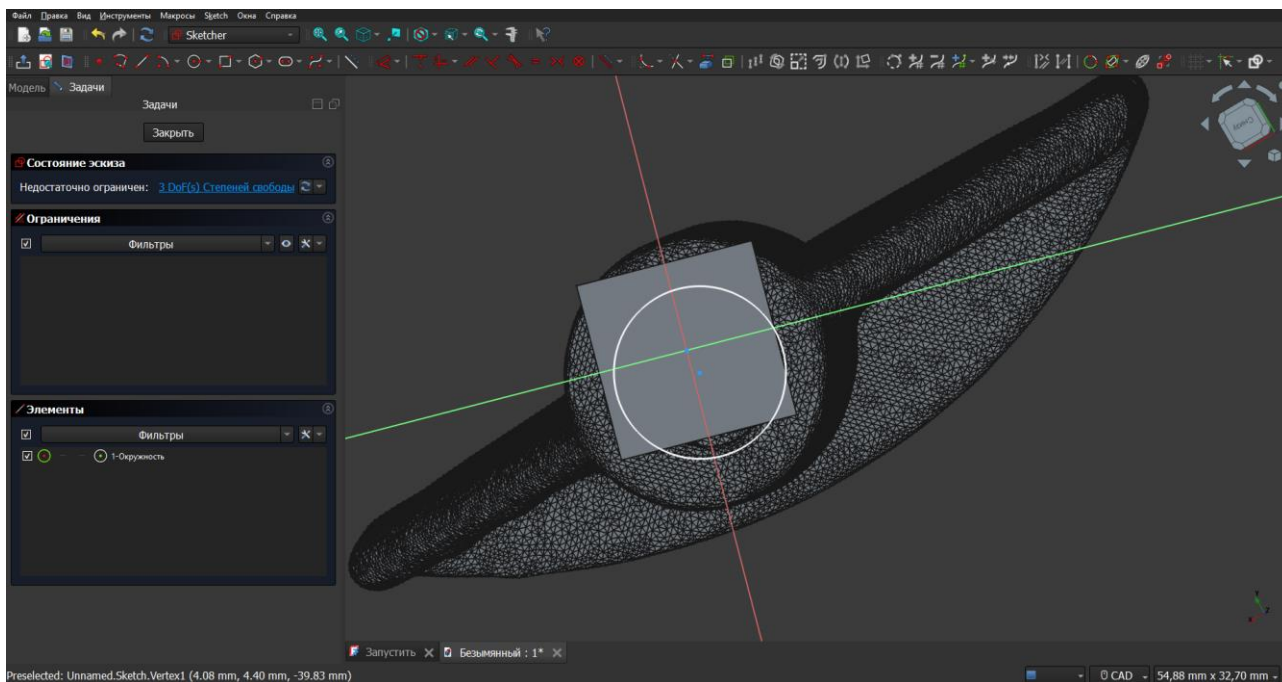 Файл Правка Вид Инструменты Макросы Sketch Окна Справка
Sketcher
Модель Задачи
Задачи
Закрыть
Состояние эскиза
Недостаточно ограничен: 3 DoF(s) Степеней свободы
Ограничения
Фильтры
Элементы
Фильтры
1-Окружность
Запустить Безымянный : 1*
Preselected: Unnamed.Sketch.Vertex1 (4.08 mm, 4.40 mm, -39.83 mm)
CAD 54,88 mm x 32,70 mm